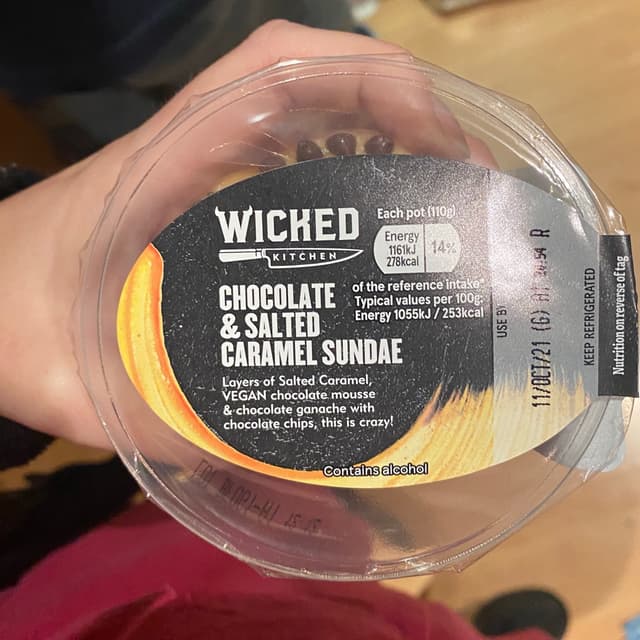 WICKED
KITCHEN
CHOCOLATE
& SALTED
CARAMEL SUNDAE
Layers of Salted Caramel,
VEGAN chocolate mousse
& chocolate ganache with
chocolate chips, this is crazy!
Contains alcohol
Each pot (110g)
Energy
1161kJ
278kcal
14%
of the reference intake*
Typical values per 100g:
Energy 1055kJ / 253kcal
USE BY
11/OCT/21 (G)
R
KEEP REFRIGERATED
Nutrition on reverse of tag